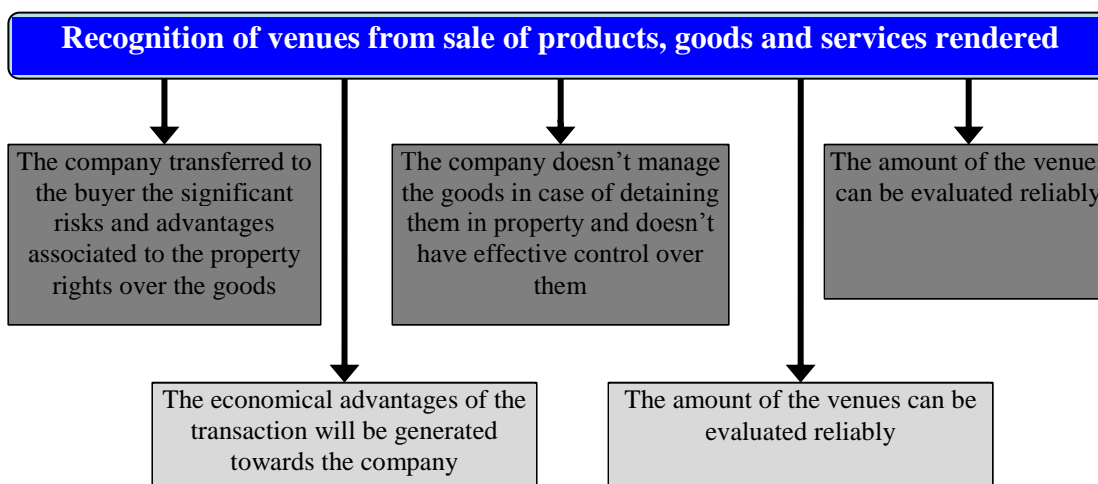 Recognition of venues from sale of products, goods and services rendered
The company transferred to
the buyer the significant
risks and advantages
associated to the property
rights over the goods
The company doesn’t manage
the goods in case of detaining
them in property and doesn’t
have effective control over
them
The amount of the venues
can be evaluated reliably
The economical advantages of the
transaction will be generated
towards the company
The amount of the venues can be
evaluated reliably